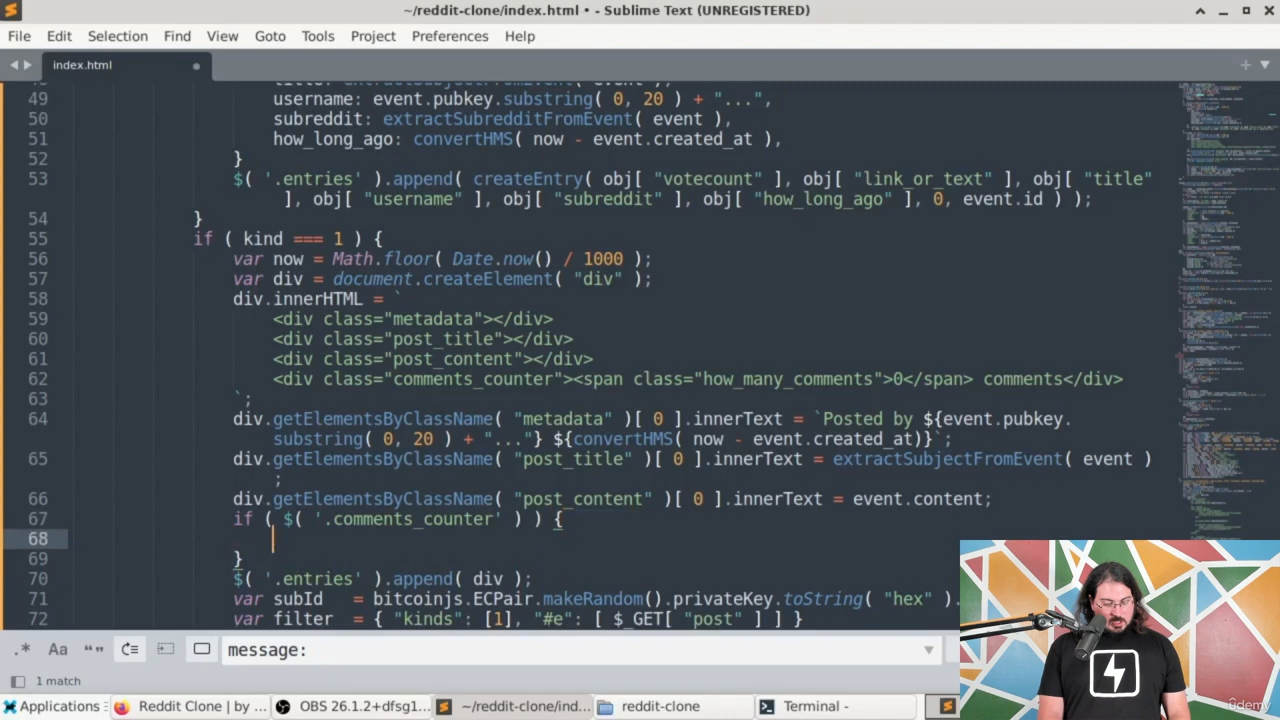 ~/reddit-clone/index.html • - Sublime Text (UNREGISTERED)
File Edit Selection Find View Goto Tools Project Preferences Help
index.html
49 username: event.pubkey.substring( 0, 20 ) + "...",
50 subreddit: extractSubredditFromEvent( event ),
51 how_long_ago: convertHMS( now - event.created_at ),
52 }
53 $( '.entries' ).append( createEntry( obj[ "votecount" ], obj[ "link_or_text" ], obj[ "title"
], obj[ "username" ], obj[ "subreddit" ], obj[ "how_long_ago" ], 0, event.id ) );
54 }
55 if ( kind === 1 ) {
56 var now = Math.floor( Date.now() / 1000 );
57 var div = document.createElement( "div" );
58 div.innerHTML = `
59 <div class="metadata"></div>
60 <div class="post_title"></div>
61 <div class="post_content"></div>
62 <div class="comments_counter"><span class="how_many_comments">0</span> comments</div>
63 `;
64 div.getElementsByClassName( "metadata" )[ 0 ].innerText = `Posted by ${event.pubkey.
substring( 0, 20 ) + "..."} ${convertHMS( now - event.created_at)}`;
65 div.getElementsByClassName( "post_title" )[ 0 ].innerText = extractSubjectFromEvent( event )
;
66 div.getElementsByClassName( "post_content" )[ 0 ].innerText = event.content;
67 if ( $( '.comments_counter' ) ) {
68
69 }
70 $( '.entries' ).append( div );
71 var subId = bitcoinjs.ECPair.makeRandom().privateKey.toString( "hex" ).
72 var filter = { "kinds": [1], "#e": [ $_GET[ "post" ] ] }
.* Aa “” message:
1 match
Applications Reddit Clone | by ... OBS 26.1.2+dfsg1... ~/reddit-clone/ind... reddit-clone Terminal -
ûdemy